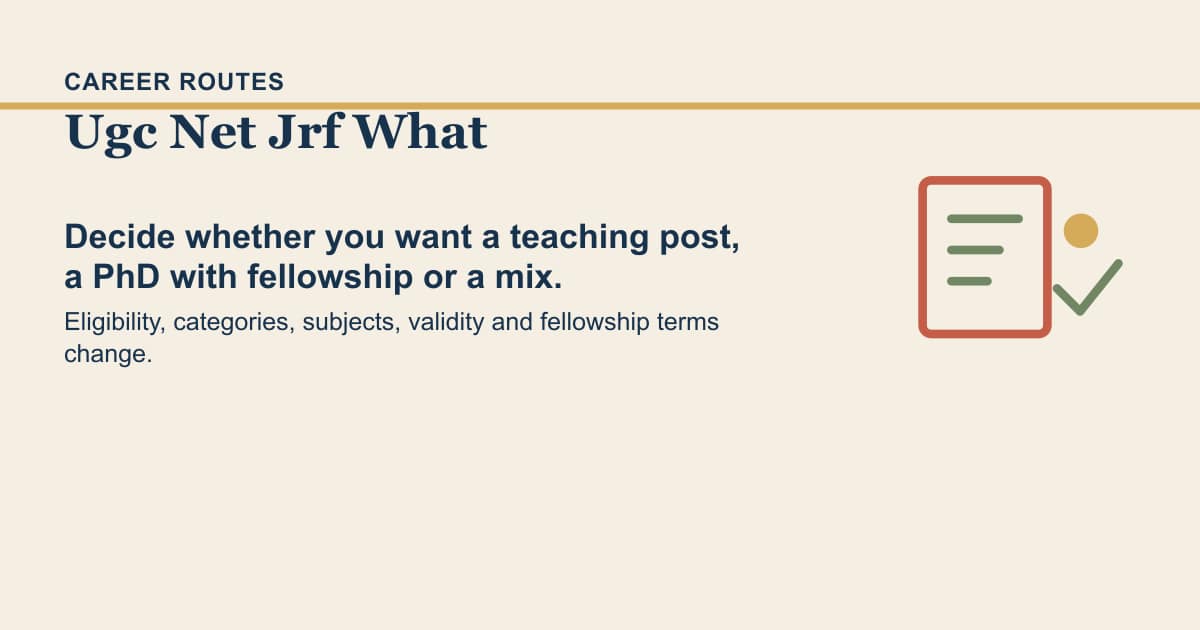 CAREER ROUTES
Ugc Net Jrf What
Decide whether you want a teaching post,
a PhD with fellowship or a mix.
Eligibility, categories, subjects, validity and fellowship terms
change.